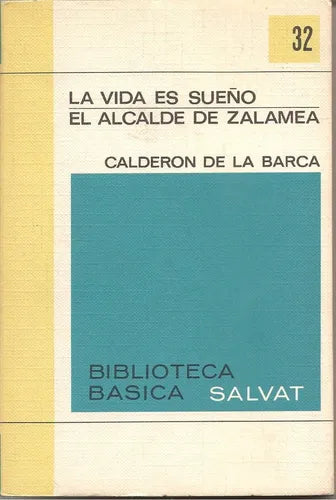 32
LA VIDA ES SUEÑO
EL ALCALDE DE ZALAMEA
CALDERON DE LA BARCA
BIBLIOTECA
BASICA SALVAT